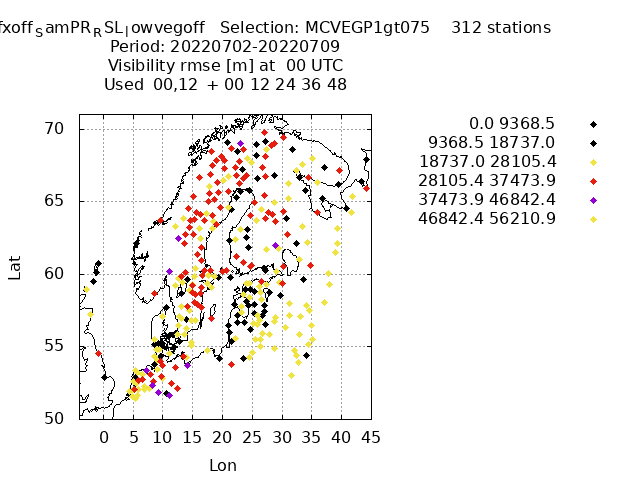 fxoff_SamPR_RSL_lowvegoff Selection: MCVEGP1gt075 312 stations
Period: 20220702-20220709
Visibility rmse [m] at 00 UTC
Used 00,12 + 00 12 24 36 48
0.0 9368.5
9368.5 18737.0
18737.0 28105.4
28105.4 37473.9
37473.9 46842.4
46842.4 56210.9
Lat
70
65
60
55
50
0 5 10 15 20 25 30 35 40 45
Lon